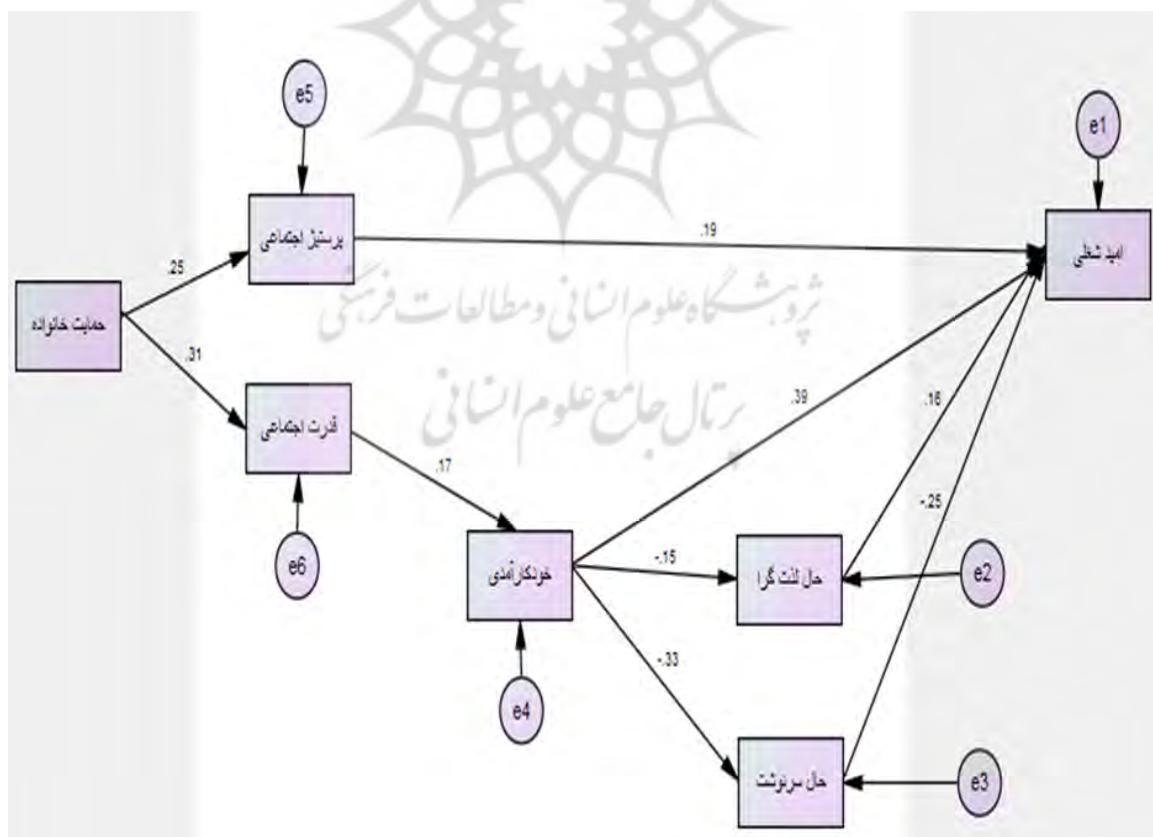 e5
e1
پرستیژ اجتماعی
.19
امید شغلی
.25
حمایت خانواده
پژوهشگاه علوم انسانی و مطالعات فرهنگی
.31
.39
.16
قدرت اجتماعی
پرتال جامع علوم انسانی
.17
-.25
e6
خودکارآمدی
-.15
حال لذت گرا
e2
-.33
e4
حال سرنوشت
e3